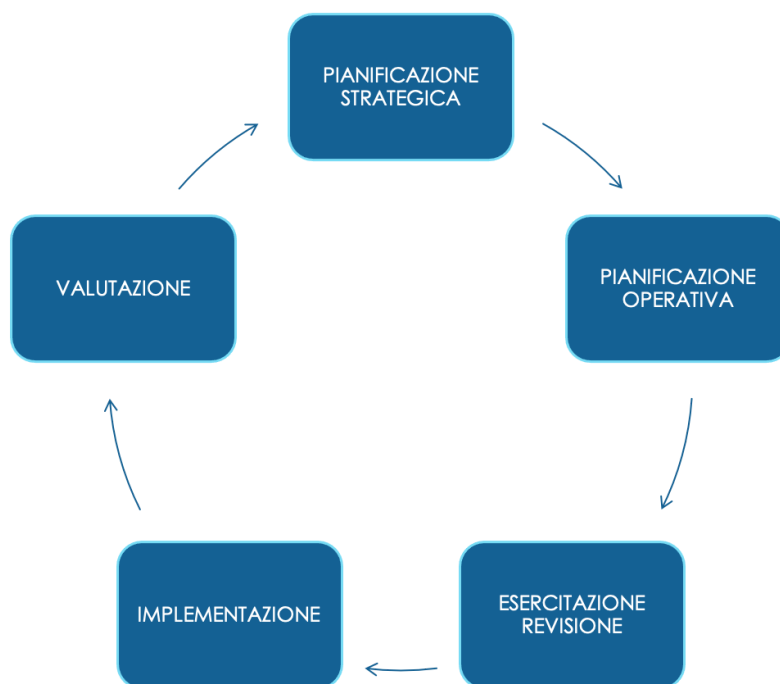 PIANIFICAZIONE
STRATEGICA
PIANIFICAZIONE
OPERATIVA
ESERCITAZIONE
REVISIONE
IMPLEMENTAZIONE
VALUTAZIONE